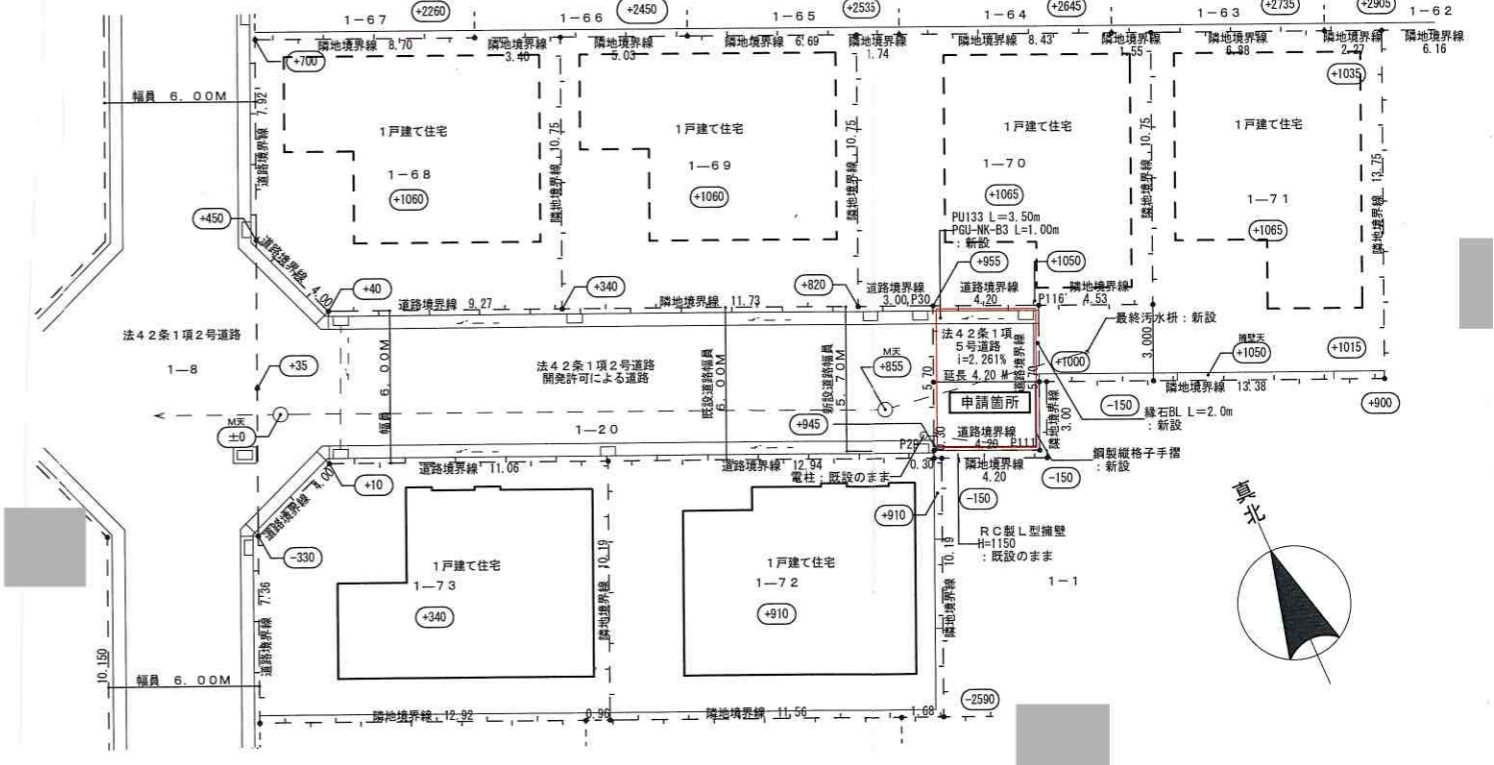 +2260
+2450
+2535
+2645
+2735
+2905
1-67
1-66
1-65
1-64
1-63
1-62
隣地境界線 8.70
隣地境界線
3.40
隣地境界線
5.03
隣地境界線 6.69
隣地境界線
1.74
隣地境界線 8.43
隣地境界線
1.55
隣地境界線
6.88
隣地境界線
2.27
隣地境界線
6.16
+700
+1035
幅員 6.00M
道路境界線 7.92
1戸建て住宅
1-68
+1060
隣地境界線 10.75
1戸建て住宅
1-69
+1060
隣地境界線 10.75
1戸建て住宅
1-70
+1065
隣地境界線 10.75
1戸建て住宅
1-71
+1065
隣地境界線 13.75
PU133 L=3.50m
PGU-NK-B3 L=1.00m
:新設
+450
道路境界線 4.00
+40
+340
+820
+955
+1050
道路境界線 9.27
隣地境界線 11.73
道路境界線
3.00
P30
道路境界線
4.20
P116'
隣地境界線
4.53
最終污水桝:新設
法42条1項2号道路
1-8
+35
幅員 6.00M
法42条1項2号道路
開発許可による道路
既設道路幅員
6.00M
新設道路幅員
5.70M
M天
+855
法42条1項
5号道路
i=2.261%
延長 4.20 M
5.70
道路境界線
5.70
+1000
3.000
擁壁天
+1050
+1015
隣地境界線 13.38
+900
申請箇所
-150
隣地境界線
3.00
縁石BL L=2.0m
:新設
M天
±0
1-20
+945
0.30
道路境界線
4.20
P29
P111
鋼製縦格子手摺
:新設
道路境界線 11.06
道路境界線 12.94
0.30
隣地境界線
4.20
-150
電柱:既設のまま
+10
道路境界線 4.00
-150
+910
-330
RC製L型擁壁
H=1150
:既設のまま
1戸建て住宅
1-73
+340
隣地境界線 10.19
1戸建て住宅
1-72
+910
隣地境界線 10.19
1-1
真北
道路境界線 7.36
10.150
幅員 6.00M
隣地境界線 12.92
0.96
隣地境界線 11.56
1.68
-2590